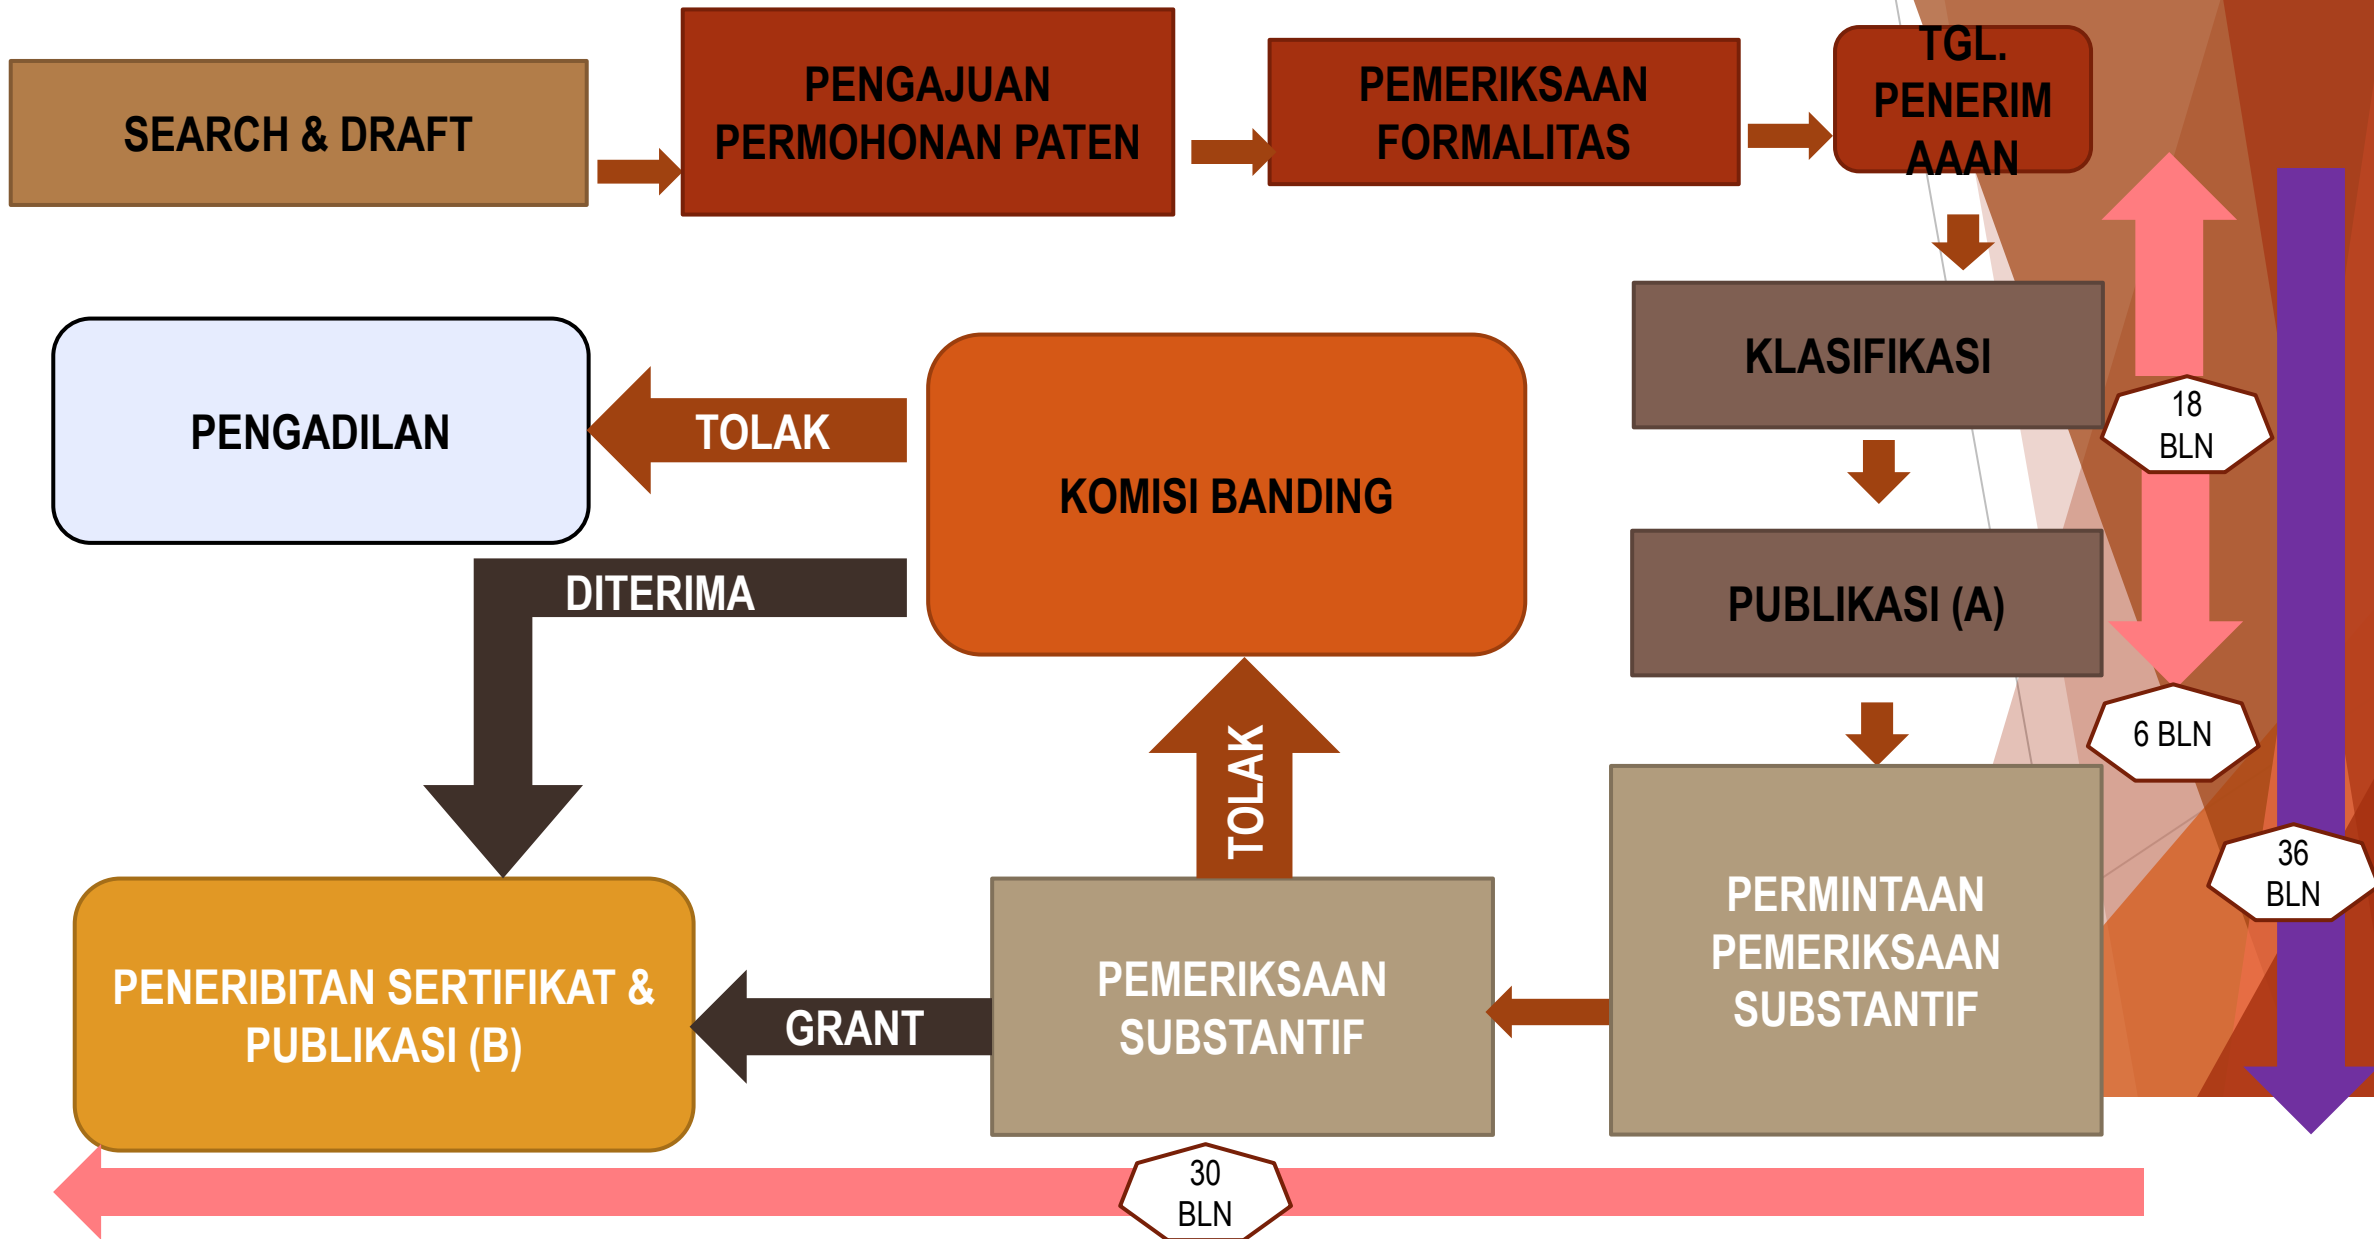 SEARCH & DRAFT
PENGAJUAN
PERMOHONAN PATEN
PEMERIKSAAN
FORMALITAS
TGL.
PENERIM
AAAN
KLASIFIKASI
18
BLN
PUBLIKASI (A)
6 BLN
PENGADILAN
TOLAK
KOMISI BANDING
DITERIMA
TOLAK
PERMINTAAN
PEMERIKSAAN
SUBSTANTIF
36
BLN
PEMERIKSAAN
SUBSTANTIF
GRANT
PENERIBITAN SERTIFIKAT &
PUBLIKASI (B)
30
BLN